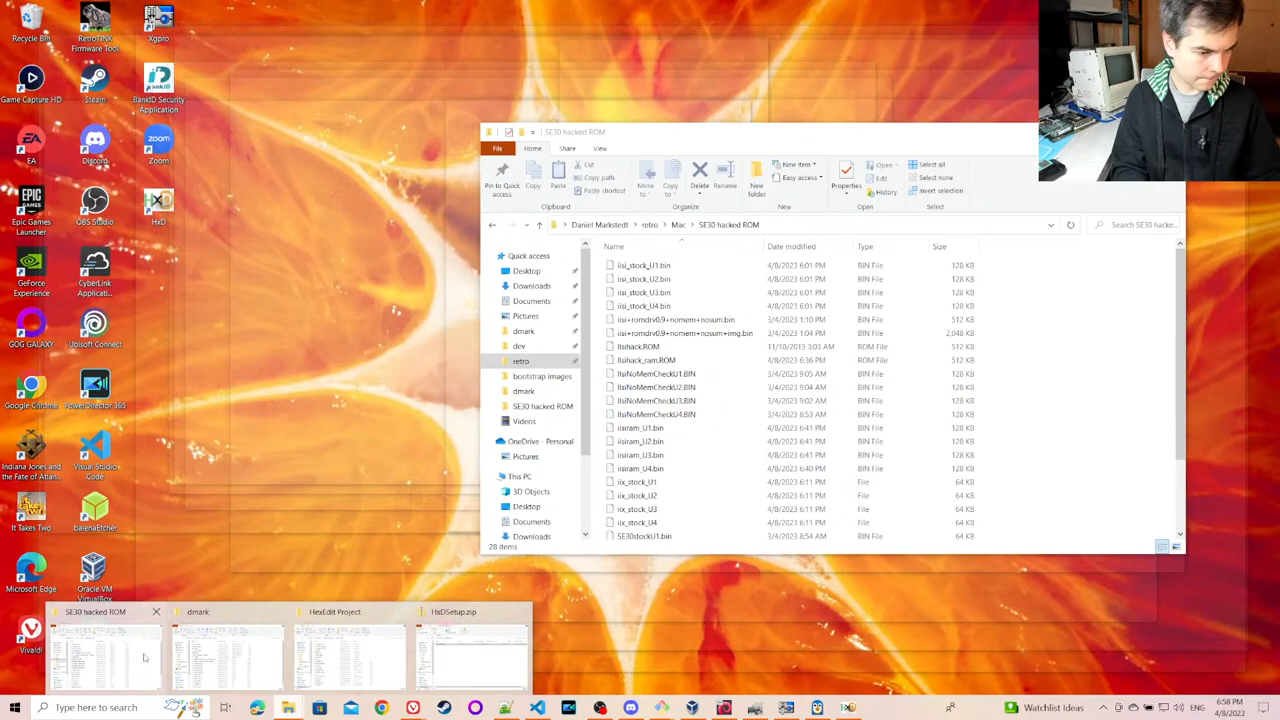 Recycle Bin
RetroTINK Firmware Tool
Xgpro
Game Capture HD
Steam
BankID Security Application
EA
Discord
Zoom
Epic Games Launcher
OBS Studio
HxD
GeForce Experience
CyberLink Applicati...
GOG GALAXY
Ubisoft Connect
Google Chrome
PowerDirector 365
Indiana Jones and the Fate of Atlan...
Visual Studio Code
It Takes Two
balenaEtcher
Microsoft Edge
Oracle VM VirtualBox
Vivaldi
SE30 hacked ROM
File Home Share View
Pin to Quick access
Copy
Paste
Cut
Copy path
Paste shortcut
Clipboard
Move to
Copy to
Delete
Rename
Organize
New folder
New item
Easy access
New
Properties
Open
Edit
History
Open
Select all
Select none
Invert selection
Select
Daniel Markstedt > retro > Mac > SE30 hacked ROM
Search SE30 hacke...
Quick access
Desktop
Downloads
Documents
Pictures
dmark
dev
retro
bootstrap images
dmark
SE30 hacked ROM
Videos
OneDrive - Personal
Pictures
This PC
3D Objects
Desktop
Documents
Downloads
Name Date modified Type Size
iisi_stock_U1.bin 4/8/2023 6:01 PM BIN File 128 KB
iisi_stock_U2.bin 4/8/2023 6:01 PM BIN File 128 KB
iisi_stock_U3.bin 4/8/2023 6:01 PM BIN File 128 KB
iisi_stock_U4.bin 4/8/2023 6:01 PM BIN File 128 KB
iisi+romdrv0.9+nomem+nosum.bin 3/4/2023 1:10 PM BIN File 512 KB
iisi+romdrv0.9+nomem+nosum+img.bin 3/4/2023 1:04 PM BIN File 2,048 KB
IIsihack.ROM 11/10/2015 3:03 AM ROM File 512 KB
IIsihack_ram.ROM 4/8/2023 6:36 PM ROM File 512 KB
IIsiNoMemCheckU1.BIN 3/4/2023 9:05 AM BIN File 128 KB
IIsiNoMemCheckU2.BIN 3/4/2023 9:04 AM BIN File 128 KB
IIsiNoMemCheckU3.BIN 3/4/2023 9:02 AM BIN File 128 KB
IIsiNoMemCheckU4.BIN 3/4/2023 8:53 AM BIN File 128 KB
iisiram_U1.bin 4/8/2023 6:41 PM BIN File 128 KB
iisiram_U2.bin 4/8/2023 6:41 PM BIN File 128 KB
iisiram_U3.bin 4/8/2023 6:41 PM BIN File 128 KB
iisiram_U4.bin 4/8/2023 6:40 PM BIN File 128 KB
iix_stock_U1 4/8/2023 6:11 PM File 64 KB
iix_stock_U2 4/8/2023 6:11 PM File 64 KB
iix_stock_U3 4/8/2023 6:11 PM File 64 KB
iix_stock_U4 4/8/2023 6:11 PM File 64 KB
SE30stockU1.bin 3/4/2023 8:54 AM BIN File 128 KB
28 items
SE30 hacked ROM
dmark
HexEdit Project
HxDSetup.zip
Type here to search
Watchlist Ideas
ENG
6:58 PM
4/8/2023